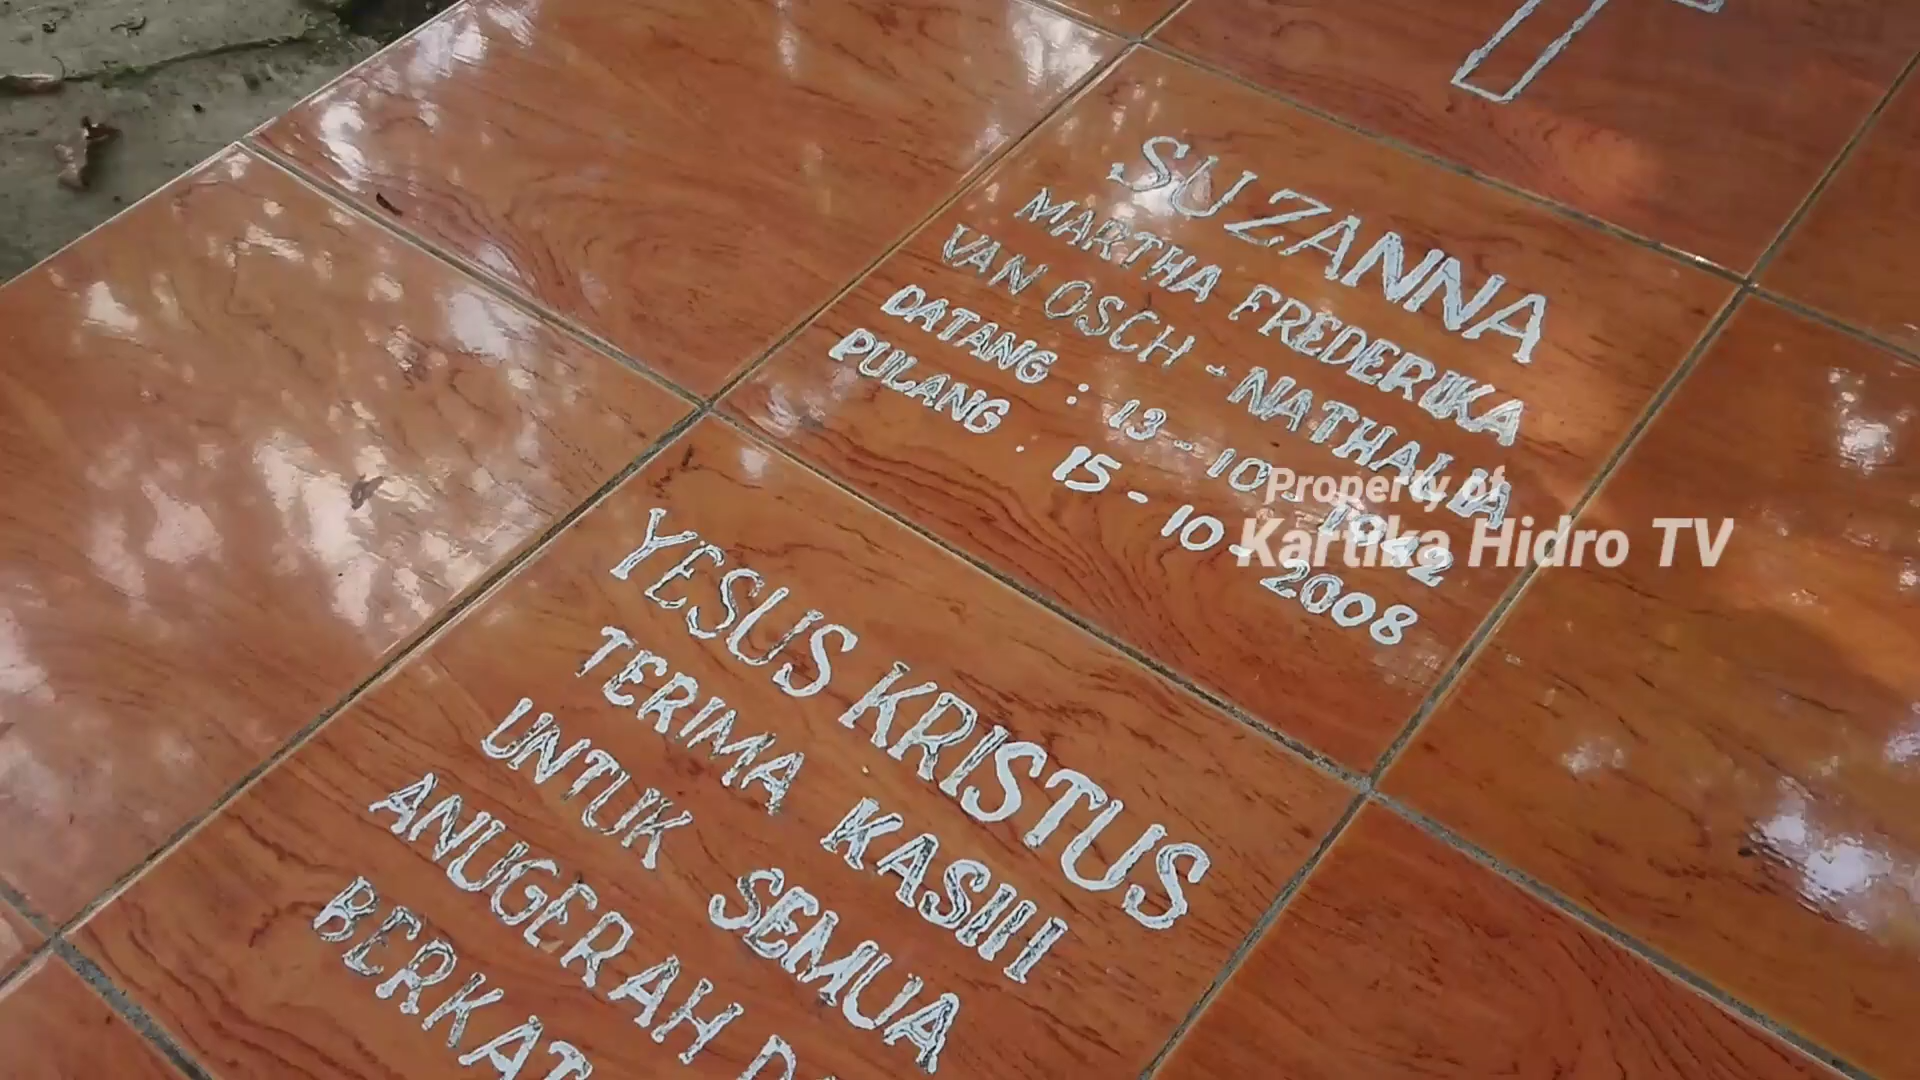 SUZANNA
MARTHA FREDERIKA
VAN OSCH - NATHALIA
DATANG : 13 - 10 - 1942
PULANG : 15 - 10 - 2008
Property of
Kartika Hidro TV
YESUS KRISTUS
TERIMA KASIH
UNTUK SEMUA
ANUGERAH
BERKAT